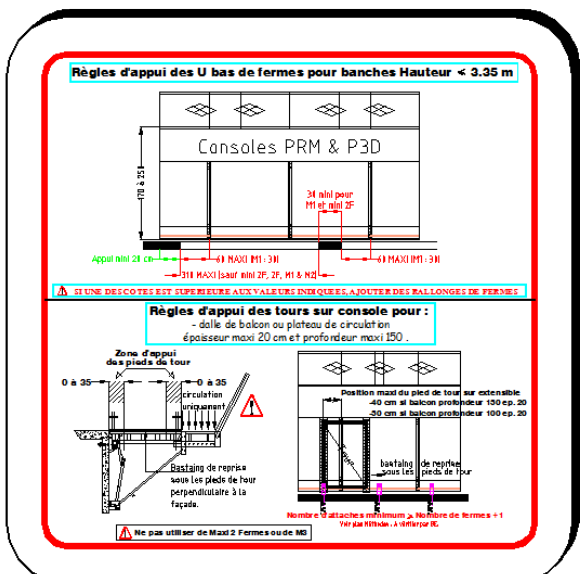 Règles d'appui des U bas de fermes pour banches Hauteur < 3.35 m
Consoles PRM & P3D
170 à 250
30 mini pour
M1 et mini 2F
Appui mini 20 cm
60 MAXI (M1 : 30)
60 MAXI (M1 : 30)
310 MAXI (sauf mini 2F, 2F, M1 & M2)
SI UNE DES COTES EST SUPERIEURE AUX VALEURS INDIQUEES, AJOUTER DES RALLONGES DE FERMES
Règles d'appui des tours sur console pour :
- dalle de balcon ou plateau de circulation
épaisseur maxi 20 cm et profondeur maxi 150 .
Zone d'appui
des pieds de tour
0 à 35
0 à 35
circulation
uniquement
Bastaing de reprise
sous les pieds de tour
perpendiculaire à la
façade.
Position maxi du pied de tour sur extensible
-40 cm si balcon profondeur 150 ep. 20
-50 cm si balcon profondeur 100 ep. 20
bastaing de reprise
sous les pieds de tour
Nombre d'attaches minimum > Nombre de fermes +1
Ne pas utiliser de Maxi 2 Fermes ou de M3